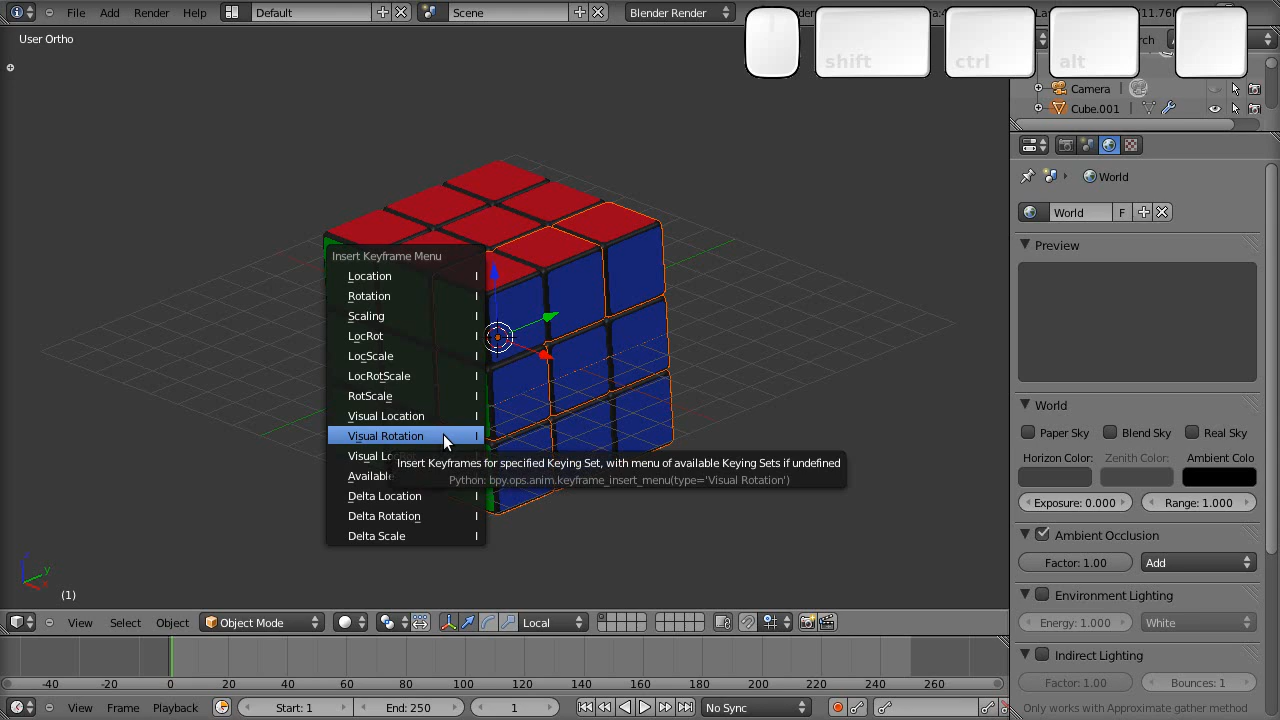 File Add Render Help Default Scene Blender Render
shift ctrl alt
User Ortho
Camera
Cube.001
World
World F
Preview
World
Paper Sky Blend Sky Real Sky
Horizon Color: Zenith Color: Ambient Colo
Exposure: 0.000 Range: 1.000
Ambient Occlusion
Factor: 1.00 Add
Environment Lighting
Energy: 1.000 White
Indirect Lighting
Factor: 1.00 Bounces: 1
Only works with Approximate gather method
Insert Keyframe Menu
Location I
Rotation I
Scaling I
LocRot I
LocScale I
LocRotScale I
RotScale I
Visual Location I
Visual Rotation I
Visual
Available
Delta Location I
Delta Rotation I
Delta Scale I
Insert Keyframes for specified Keying Set, with menu of available Keying Sets if undefined
Python: bpy.ops.anim.keyframe_insert_menu(type='Visual Rotation')
z
y
x
(1)
View Select Object Object Mode Local
-40 -20 0 20 40 60 80 100 120 140 160 180 200 220 240 260
View Frame Playback Start: 1 End: 250 1 No Sync